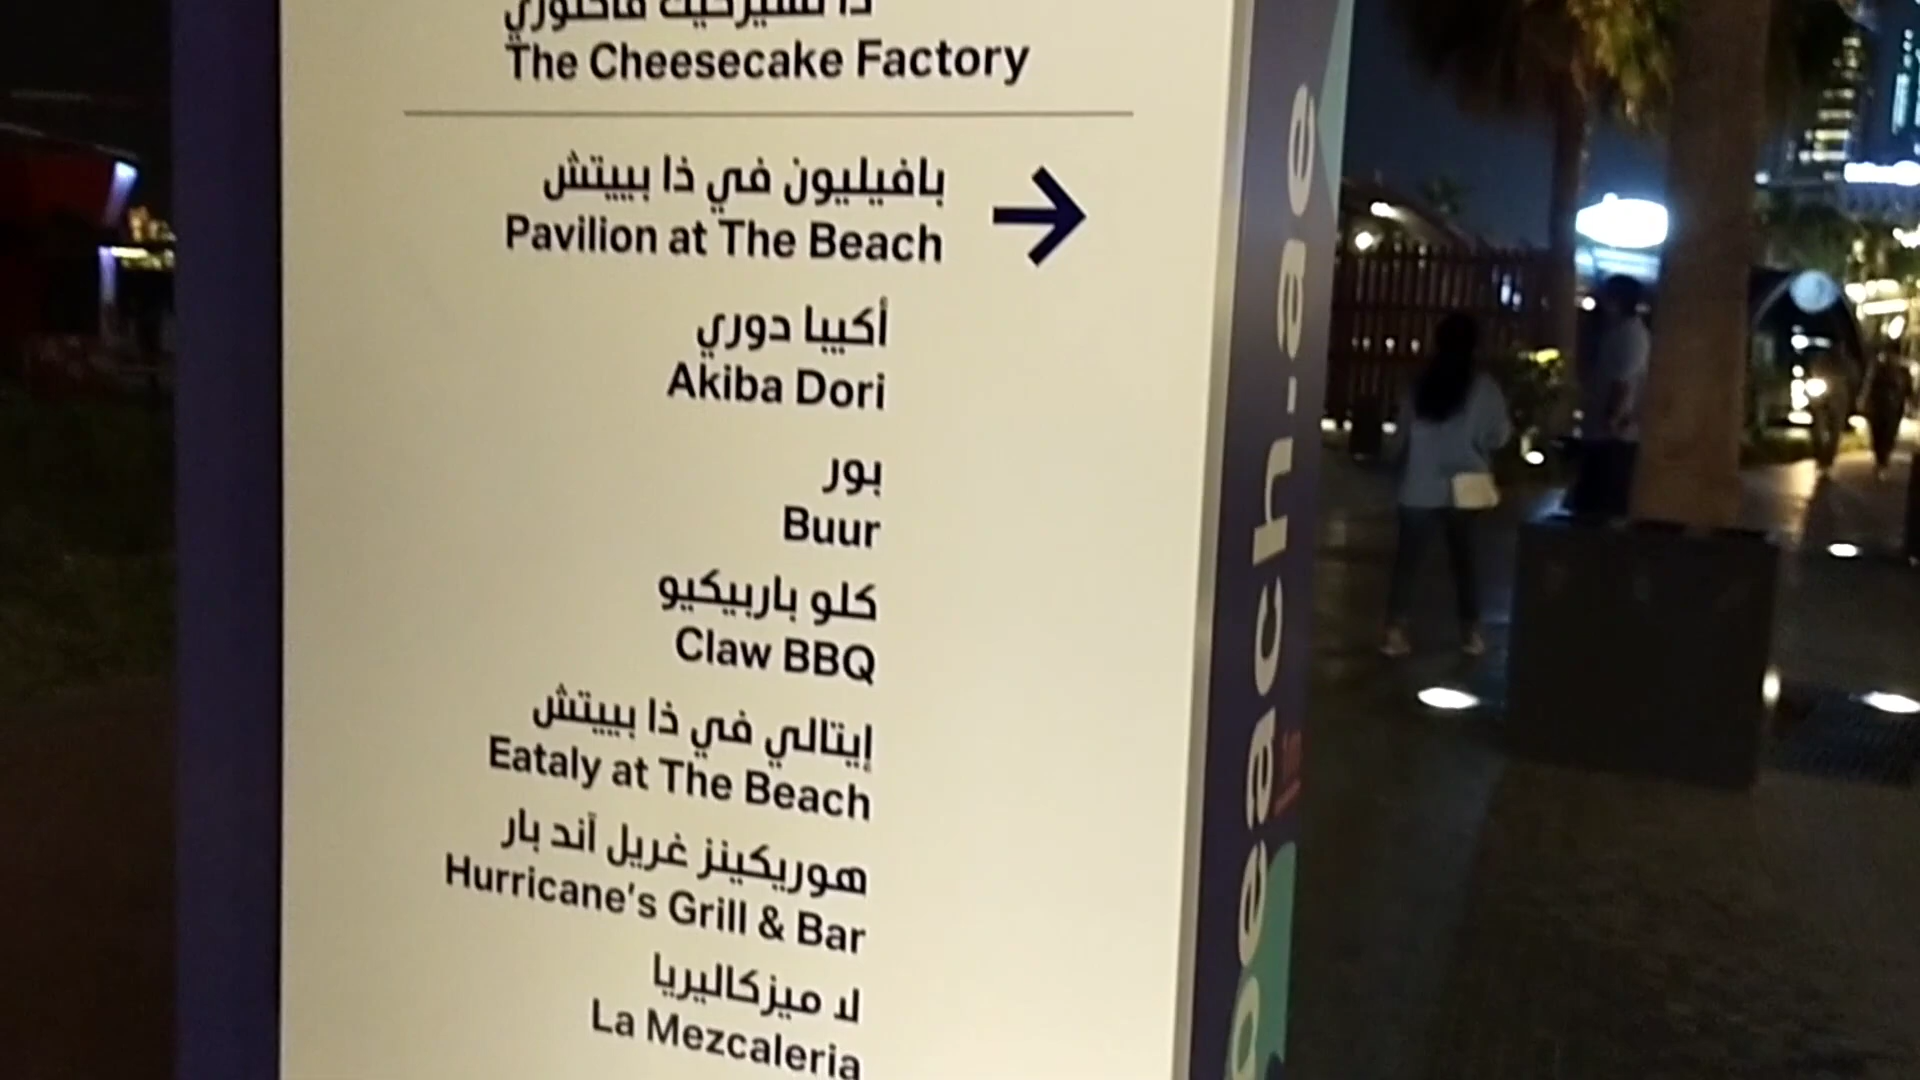 ذا تشيزكيك فاكتوري
The Cheesecake Factory
بافيليون في ذا بييتش
Pavilion at The Beach
أكيبا دوري
Akiba Dori
بور
Buur
كلو باربيكيو
Claw BBQ
إيتالي في ذا بييتش
Eataly at The Beach
هوريكينز غريل آند بار
Hurricane's Grill & Bar
لا ميزكاليريا
La Mezcaleria
beach.ae